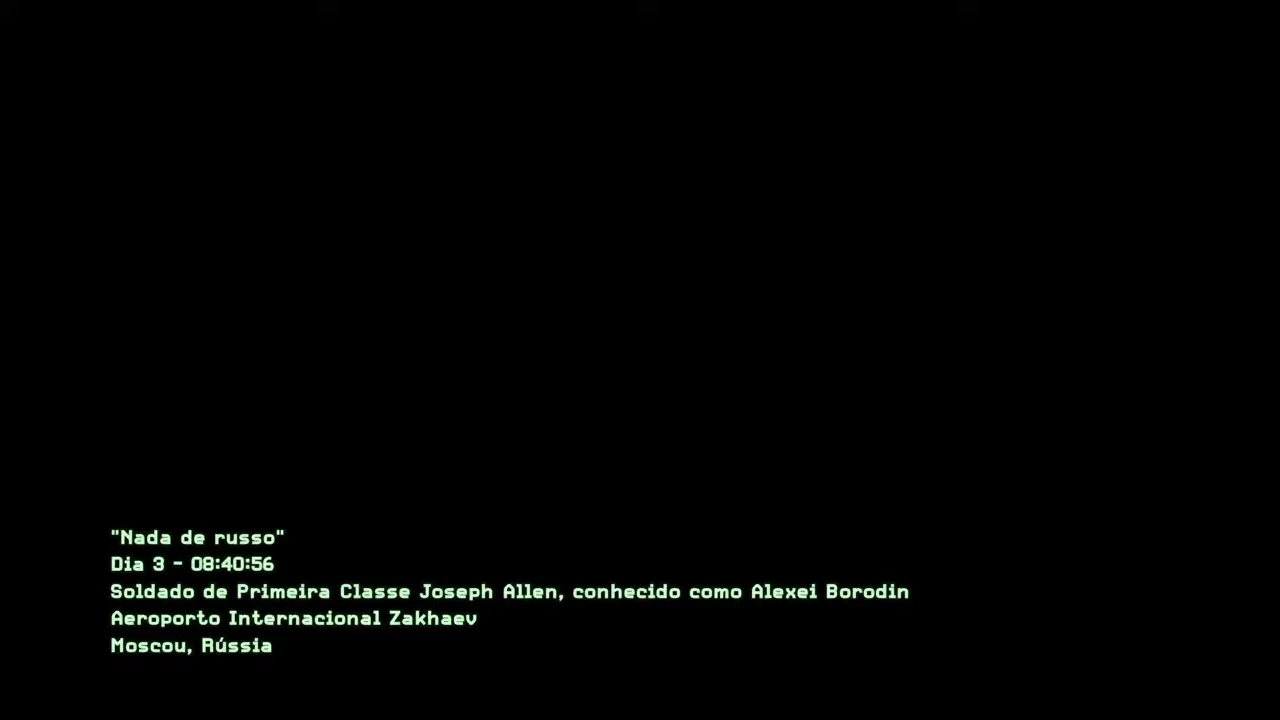 "Nada de russo"
Dia 3 - 08:40:56
Soldado de Primeira Classe Joseph Allen, conhecido como Alexei Borodin
Aeroporto Internacional Zakhaev
Moscou, Rússia